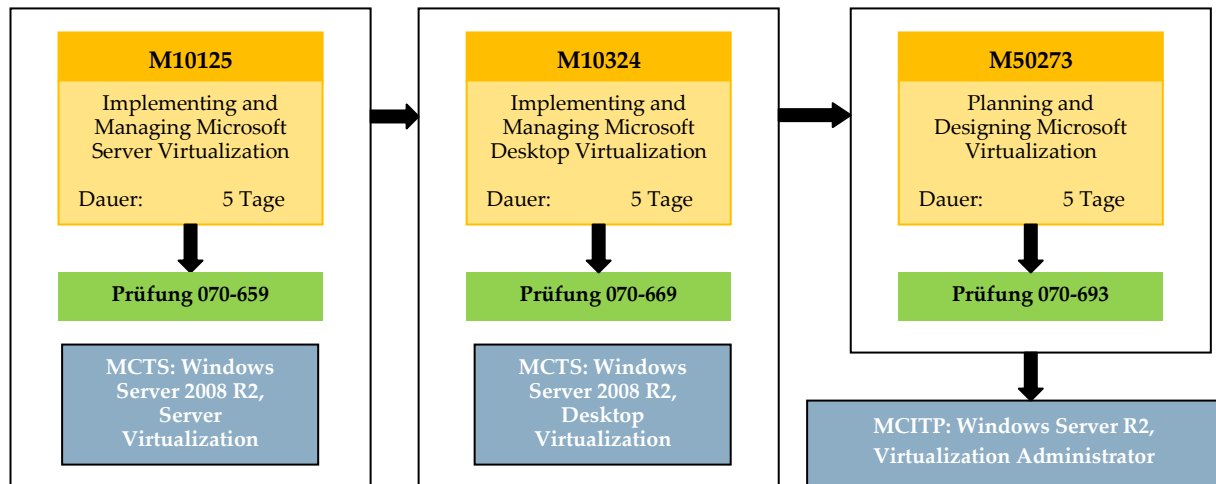 M10125
Implementing and
Managing Microsoft
Server Virtualization
Dauer: 5 Tage
Prüfung 070-659
MCTS: Windows
Server 2008 R2,
Server
Virtualization
M10324
Implementing and
Managing Microsoft
Desktop Virtualization
Dauer: 5 Tage
Prüfung 070-669
MCTS: Windows
Server 2008 R2,
Desktop
Virtualization
M50273
Planning and
Designing Microsoft
Virtualization
Dauer: 5 Tage
Prüfung 070-693
MCITP: Windows Server R2,
Virtualization Administrator